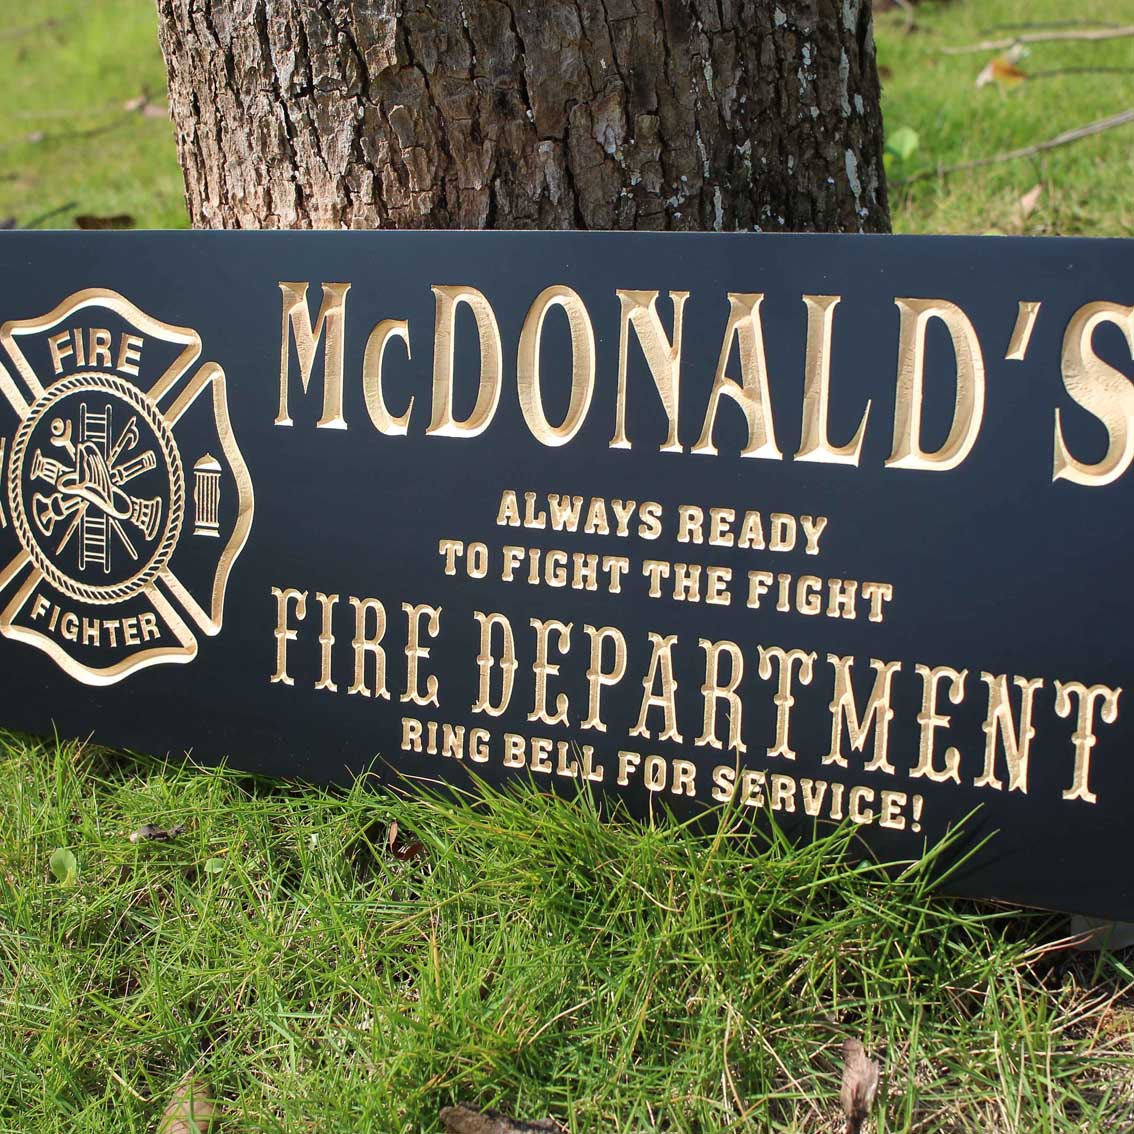 FIRE
FIGHTER
McDONALD'S
ALWAYS READY
TO FIGHT THE FIGHT
FIRE DEPARTMENT
RING BELL FOR SERVICE!